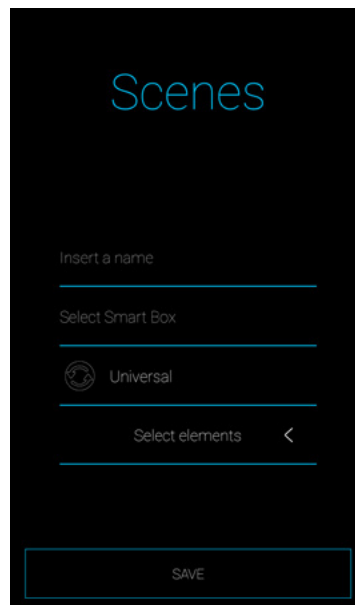 Scenes
Insert a name
Select Smart Box
Universal
Select elements
SAVE